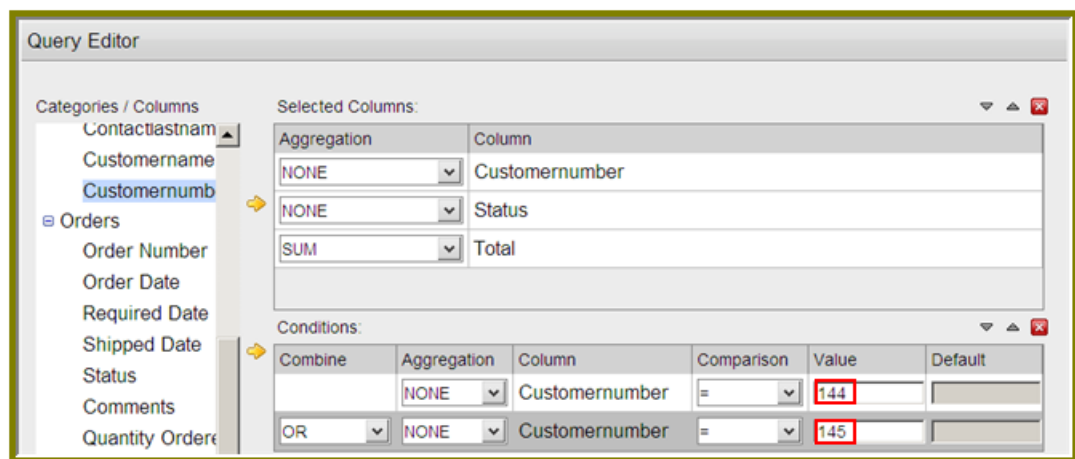 Query Editor
Categories / Columns
Contactlastnam
Customername
Customernumb
Orders
Order Number
Order Date
Required Date
Shipped Date
Status
Comments
Quantity Ordere
Selected Columns:
Aggregation Column
NONE Customernumber
NONE Status
SUM Total
Conditions:
Combine Aggregation Column Comparison Value Default
NONE Customernumber = 144
OR NONE Customernumber = 145